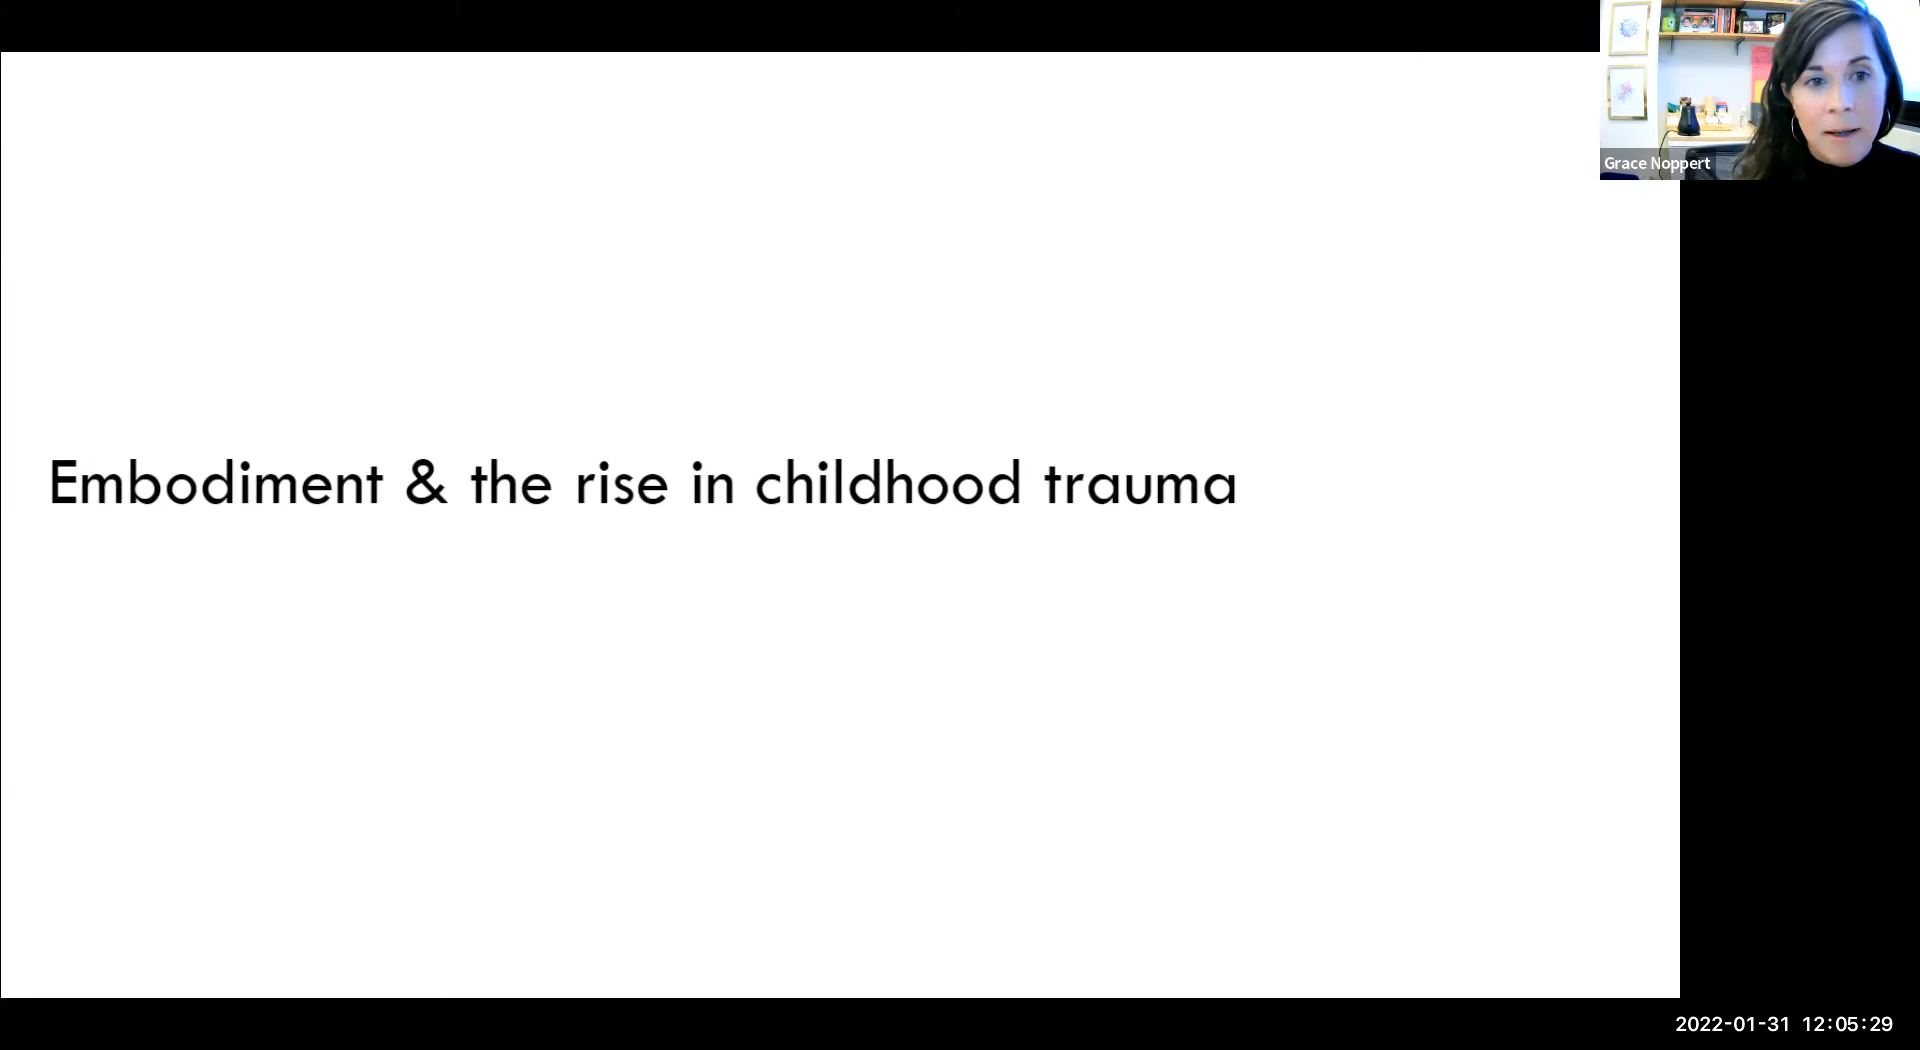 Grace Noppert
Embodiment & the rise in childhood trauma
2022-01-31 12:05:29